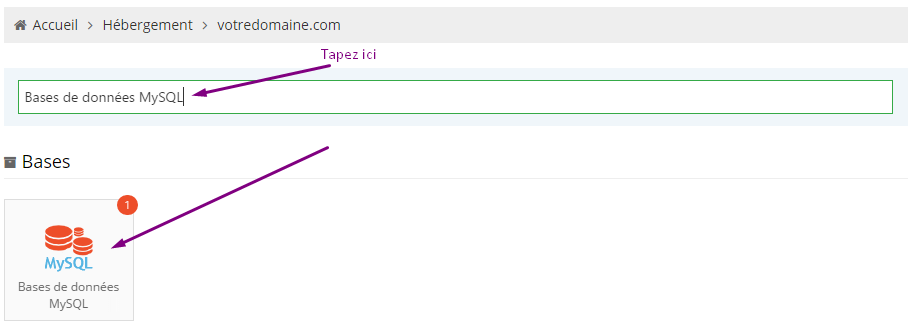 Accueil > Hébergement > votredomaine.com
Tapez ici
Bases de données MySQL
Bases
1
MySQL
Bases de données
MySQL